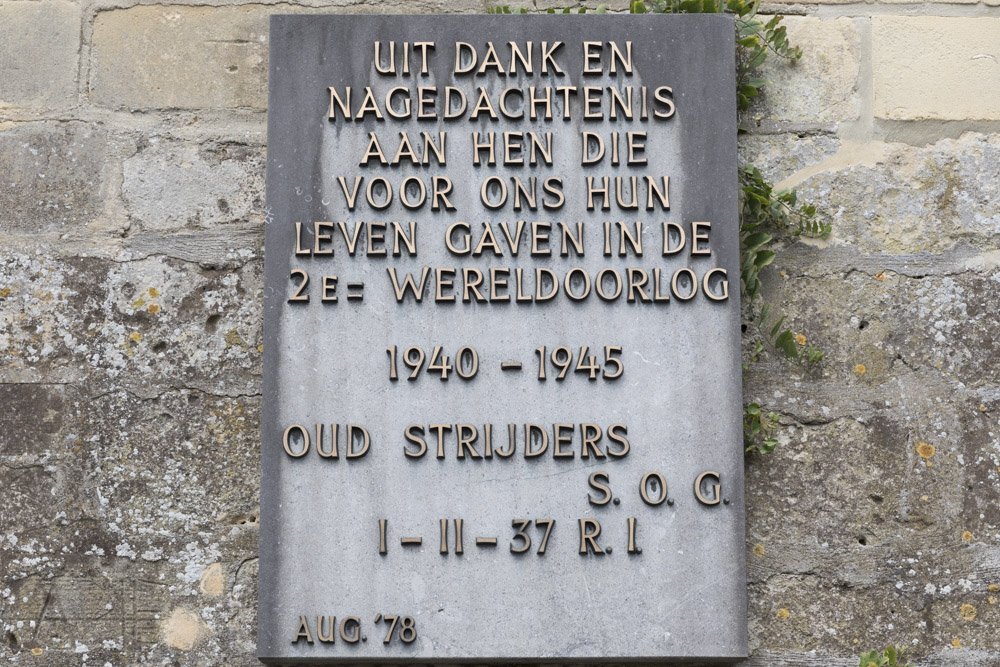 UIT DANK EN
NAGEDACHTENIS
AAN HEN DIE
VOOR ONS HUN
LEVEN GAVEN IN DE
2E= WERELDOORLOG
1940 - 1945
OUD STRIJDERS
S. O. G.
I - II - 37 R. I.
AUG. '78